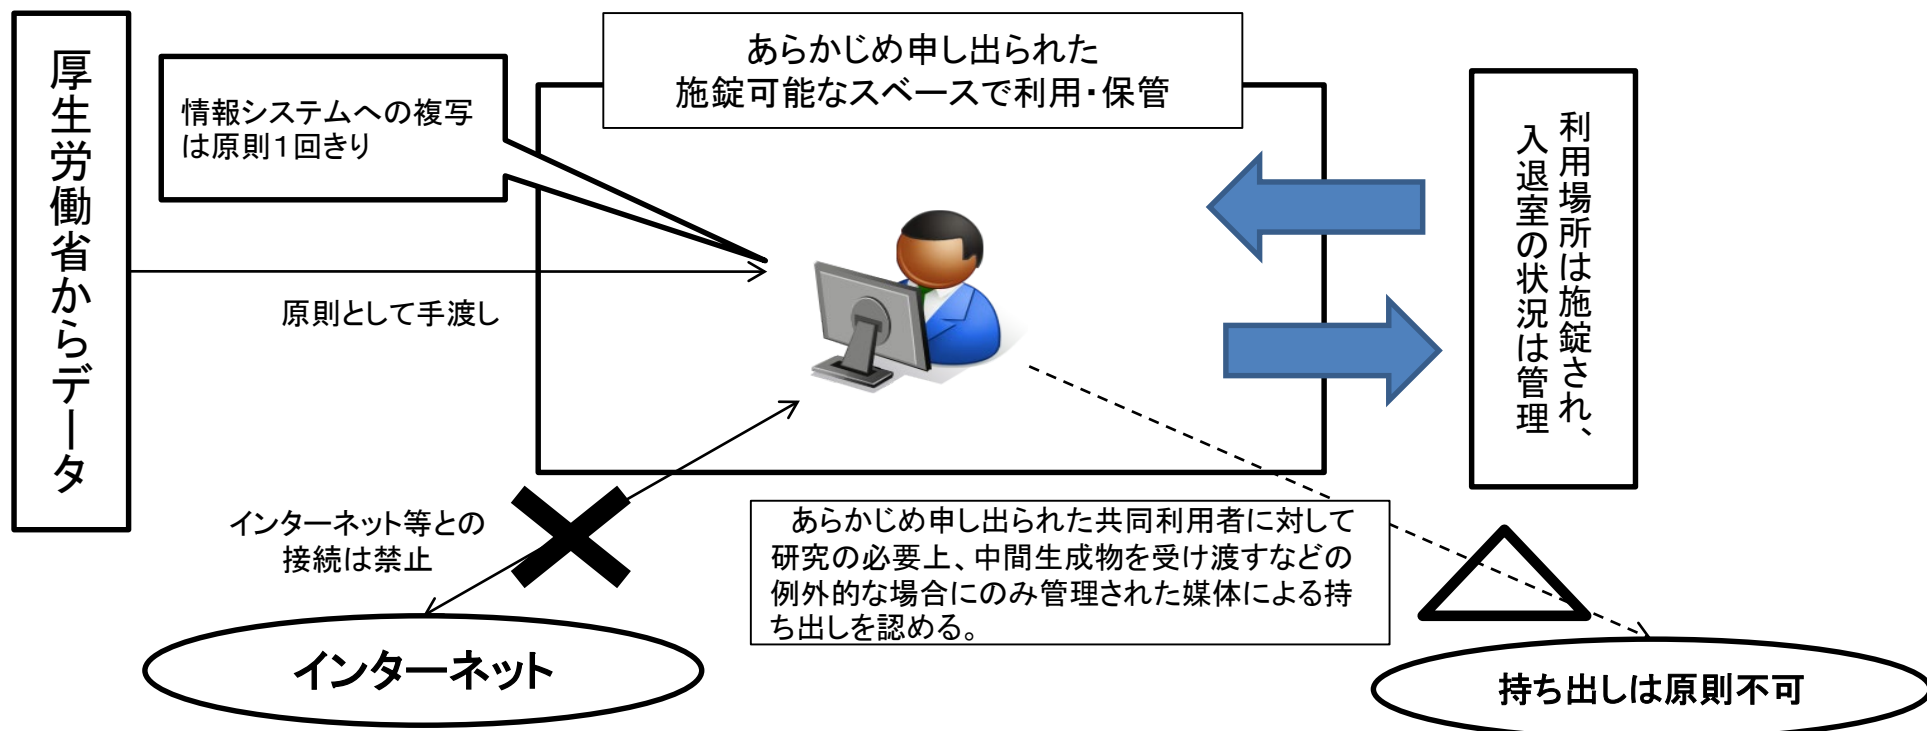 厚生労働省からデータ
情報システムへの複写
は原則１回きり
原則として手渡し
あらかじめ申し出られた
施錠可能なスペースで利用・保管
利用場所は施錠され、
入退室の状況は管理
インターネット等との
接続は禁止
インターネット
あらかじめ申し出られた共同利用者に対して
研究の必要上、中間生成物を受け渡すなどの
例外的な場合にのみ管理された媒体による持
ち出しを認める。
持ち出しは原則不可